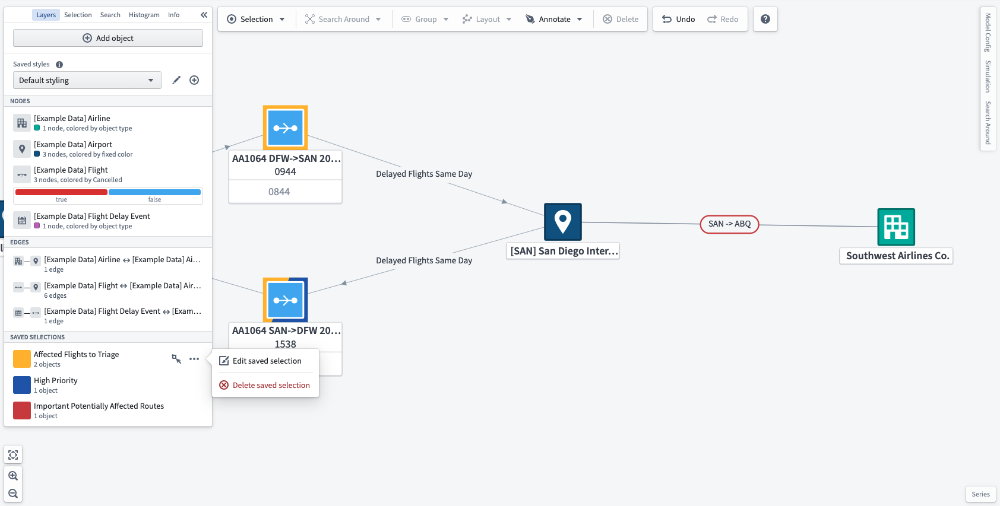 Layers
Selection
Search
Histogram
Info
Add object
Saved styles
Default styling
NODES
[Example Data] Airline
1 node, colored by object type
[Example Data] Airport
3 nodes, colored by fixed color
[Example Data] Flight
3 nodes, colored by Cancelled
true
false
[Example Data] Flight Delay Event
1 node, colored by object type
EDGES
[Example Data] Airline ↔ [Example Data] Ai...
1 edge
[Example Data] Flight ↔ [Example Data] Air...
6 edges
[Example Data] Flight Delay Event ↔ [Exam...
1 edge
SAVED SELECTIONS
Affected Flights to Triage
2 objects
High Priority
1 object
Important Potentially Affected Routes
1 object
Edit saved selection
Delete saved selection
Selection
Search Around
Group
Layout
Annotate
Delete
Undo
Redo
?
AA1064 DFW->SAN 20...
0944
0844
Delayed Flights Same Day
[SAN] San Diego Inter...
SAN -> ABQ
Southwest Airlines Co.
Delayed Flights Same Day
AA1064 SAN->DFW 20...
1538
Model Config
Simulation
Search Around
Series